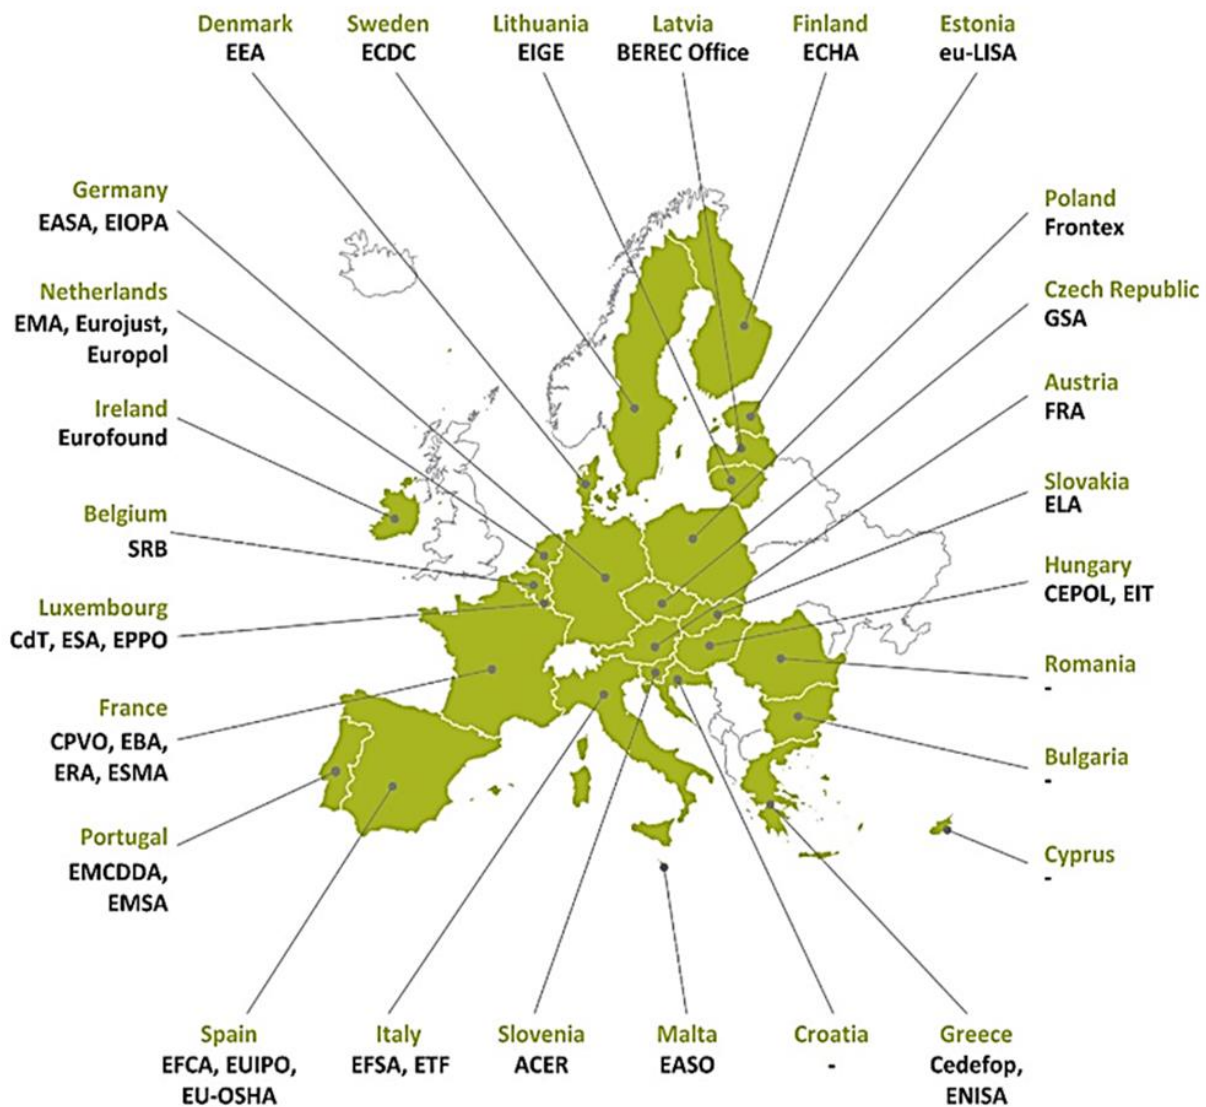 Denmark
EEA
Sweden
ECDC
Lithuania
EIGE
Latvia
BEREC Office
Finland
ECHA
Estonia
eu-LISA
Germany
EASA, EIOPA
Netherlands
EMA, Eurojust,
Europol
Ireland
Eurofound
Belgium
SRB
Luxembourg
CdT, ESA, EPPO
France
CPVO, EBA,
ERA, ESMA
Portugal
EMCDDA,
EMSA
Poland
Frontex
Czech Republic
GSA
Austria
FRA
Slovakia
ELA
Hungary
CEPOL, EIT
Romania
-
Bulgaria
-
Cyprus
-
Spain
EFCA, EUIPO,
EU-OSHA
Italy
EFSA, ETF
Slovenia
ACER
Malta
EASO
Croatia
-
Greece
Cedefop,
ENISA